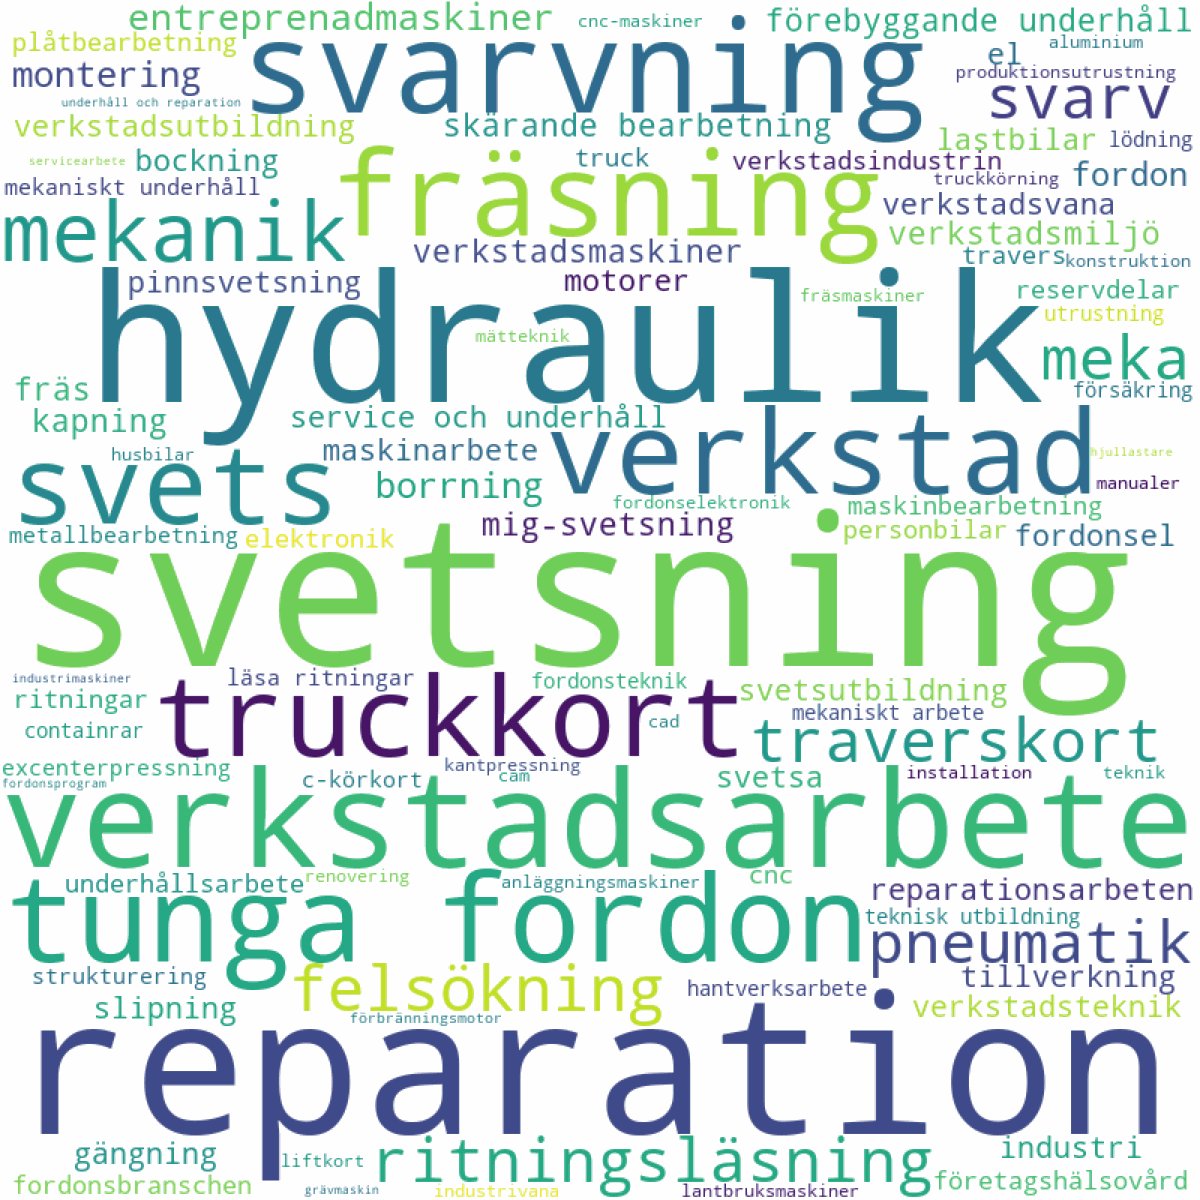 entreprenadmaskiner
cnc-maskiner
förebyggande underhåll
plåtbearbetning
svarvning
el
aluminium
montering
produktionsutrustning
underhåll och reparation
svarv
verkstadsutbildning
skärande bearbetning
lastbilar
lödning
servicearbete
bockning
truck
verkstadsindustrin
fordon
mekaniskt underhåll
fräsning
truckkörning
verkstadsvana
mekanik
verkstadsmaskiner
verkstadsmiljö
travers
konstruktion
pinnsvetsning
motorer
hydraulik
fräsmaskiner
reservdelar
mätteknik
utrustning
meka
fräs
försäkring
kapning
service och underhåll
verkstad
husbilar
maskinarbete
hjullastare
svets
borrning
manualer
fordonselektronik
maskinbearbetning
metallbearbetning
elektronik
mig-svetsning
personbilar
fordonsel
svetsning
industrimaskiner
läsa ritningar
fordonsteknik
ritningar
truckkort
svetsutbildning
containrar
cad
mekaniskt arbete
traverskort
excenterpressning
kantpressning
fordonsprogram
c-körkort
cam
svetsa
installation
teknik
verkstadsarbete
underhållsarbete
renovering
anläggningsmaskiner
cnc
reparationsarbeten
tunga fordon
teknisk utbildning
pneumatik
strukturering
felsökning
hantverksarbete
tillverkning
slipning
förbränningsmotor
verkstadsteknik
reparation
gängning
liftkort
ritningsläsning
industri
fordonsbranschen
grävmaskin
industrivana
lantbruksmaskiner
företagshälsovård